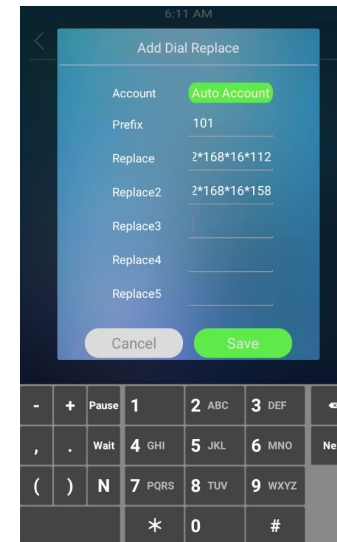 6:11 AM
Add Dial Replace
Account Auto Account
Prefix 101
Replace 2*168*16*112
Replace2 2*168*16*158
Replace3
Replace4
Replace5
Cancel Save
- + Pause 1 2 ABC 3 DEF
, . Wait 4 GHI 5 JKL 6 MNO Ne
( ) N 7 PQRS 8 TUV 9 WXYZ
* 0 #